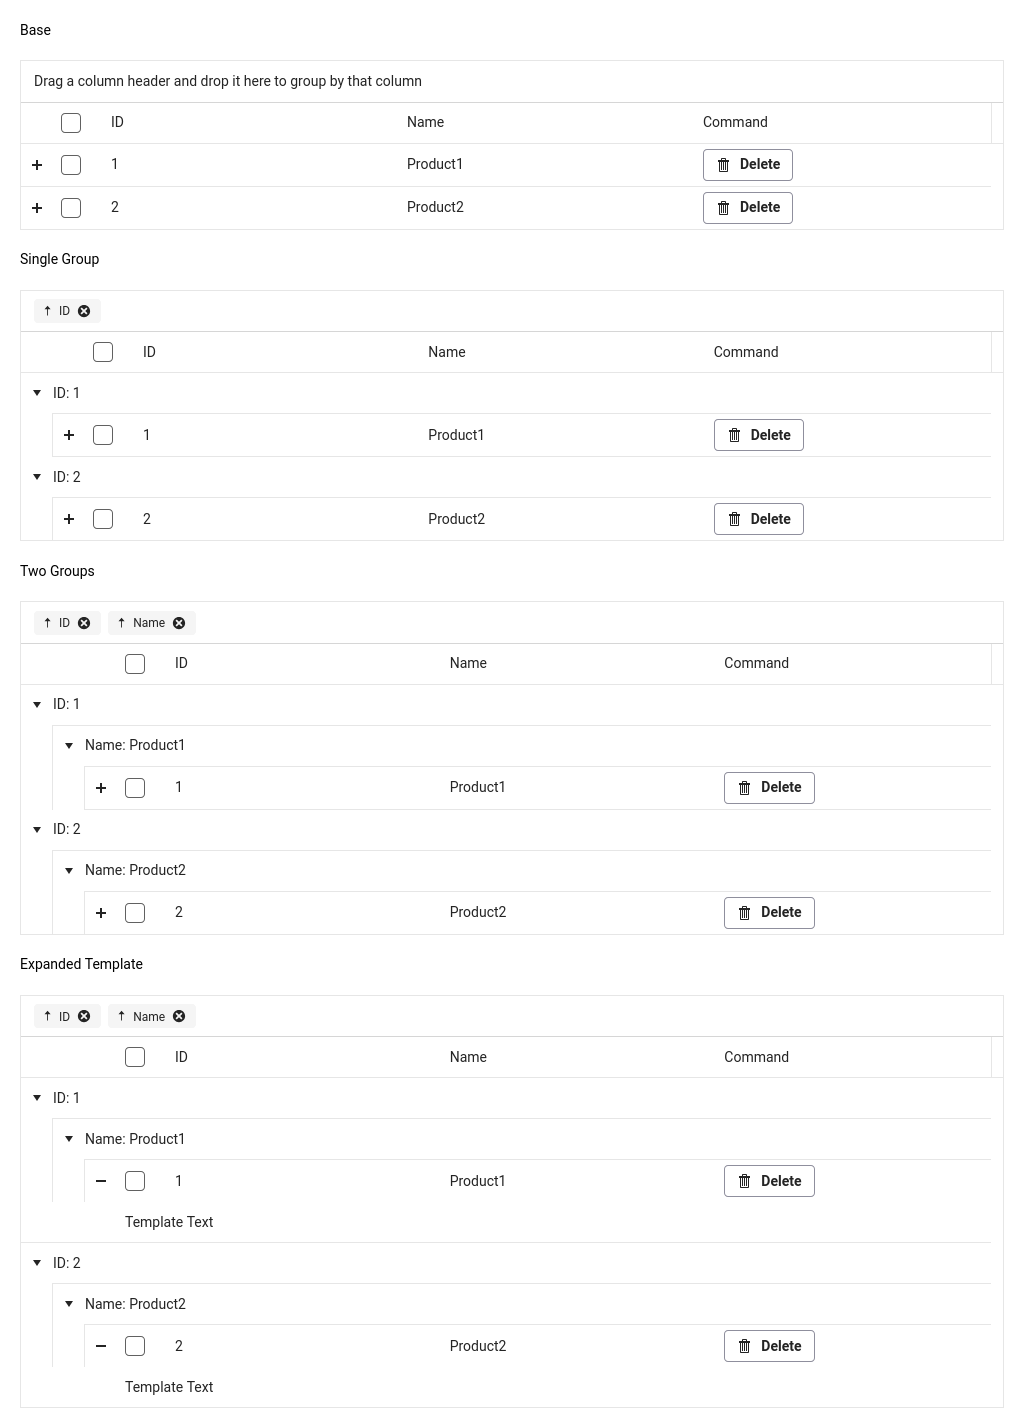 Base
Drag a column header and drop it here to group by that column
ID Name Command
1 Product1 Delete
2 Product2 Delete
Single Group
ID
ID Name Command
ID: 1
1 Product1 Delete
ID: 2
2 Product2 Delete
Two Groups
ID Name
ID Name Command
ID: 1
Name: Product1
1 Product1 Delete
ID: 2
Name: Product2
2 Product2 Delete
Expanded Template
ID Name
ID Name Command
ID: 1
Name: Product1
1 Product1 Delete
Template Text
ID: 2
Name: Product2
2 Product2 Delete
Template Text